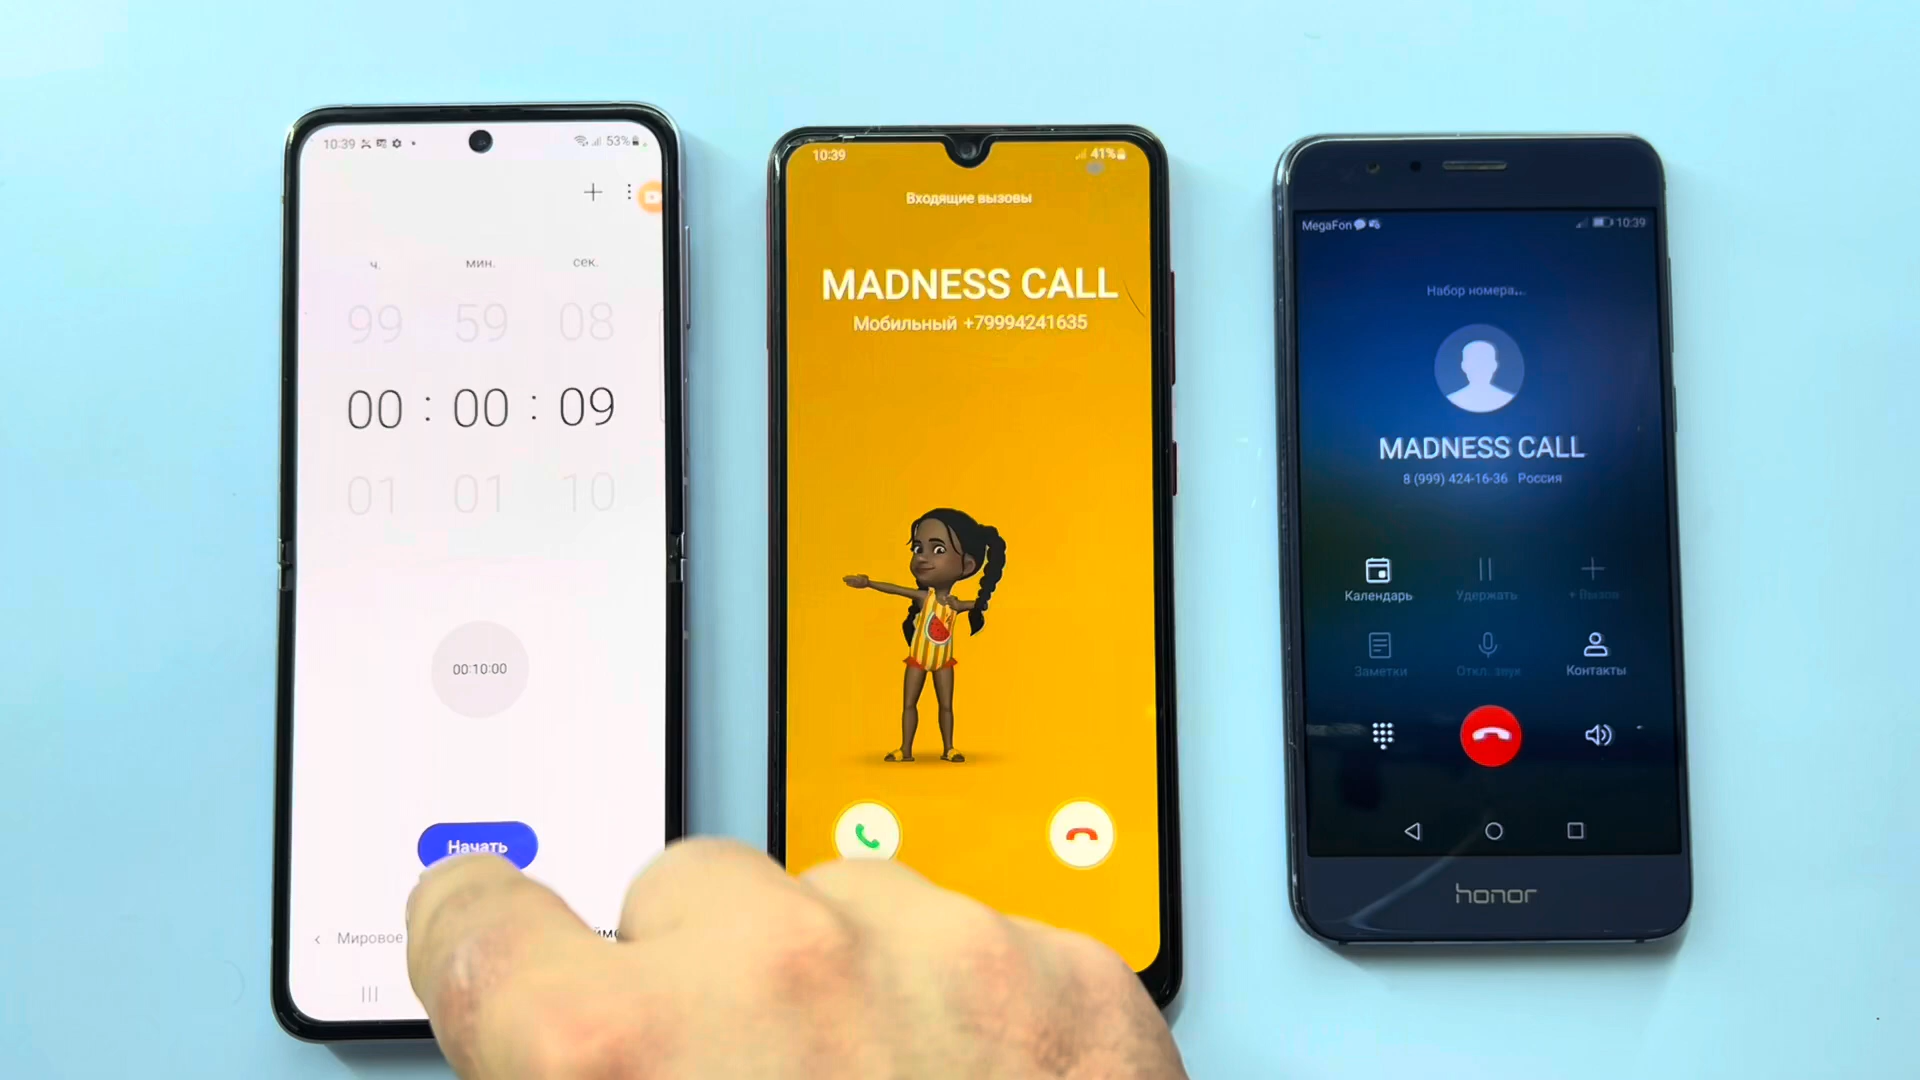 10:39
53%
ч. мин. сек.
99 59 08
00 : 00 : 09
01 01 10
00:10:00
Начать
Мировое
10:39
41%
Входящие вызовы
MADNESS CALL
Мобильный +79994241635
MegaFon
10:39
Набор номера...
MADNESS CALL
8 (999) 424-16-36 Россия
Календарь Удержать + Вызов
Заметки Откл. звук Контакты
honor